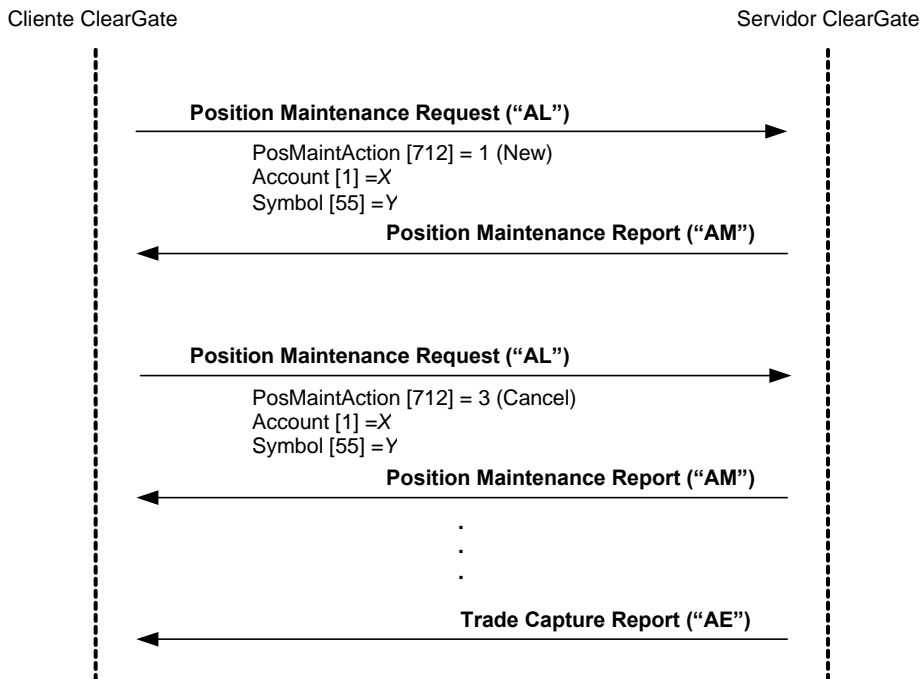 Cliente ClearGate
Servidor ClearGate
Position Maintenance Request (“AL”)
PosMaintAction [712] = 1 (New)
Account [1] =X
Symbol [55] =Y
Position Maintenance Report (“AM”)
Position Maintenance Request (“AL”)
PosMaintAction [712] = 3 (Cancel)
Account [1] =X
Symbol [55] =Y
Position Maintenance Report (“AM”)
.
.
.
Trade Capture Report (“AE”)